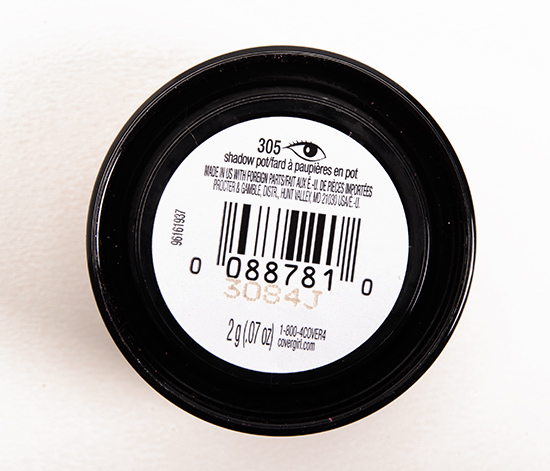 305
shadow pot/fard à paupières en pot
MADE IN US WITH FOREIGN PARTS/FAIT AUX É.-U. DE PIÈCES IMPORTÉES
PROCTER & GAMBLE, DISTR., HUNT VALLEY, MD 21030 USA/É.-U.
96161937
0 088781 0
3084J
2 g (.07 oz) 1-800-4COVER4
covergirl.com